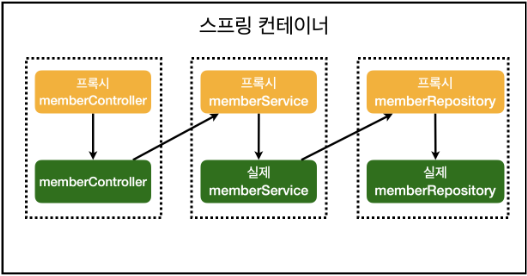 스프링 컨테이너
프록시
memberController
memberController
프록시
memberService
실제
memberService
프록시
memberRepository
실제
memberRepository